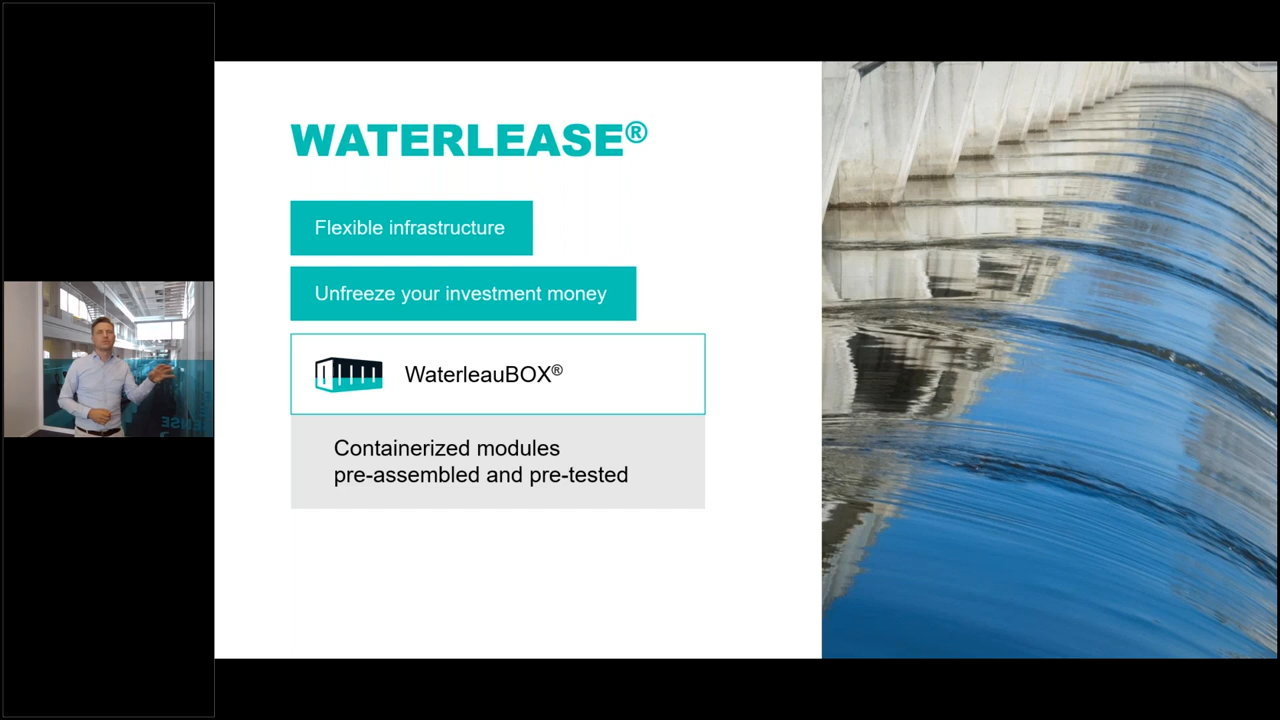 WATERLEASE®
Flexible infrastructure
Unfreeze your investment money
WaterleauBOX®
Containerized modules
pre-assembled and pre-tested